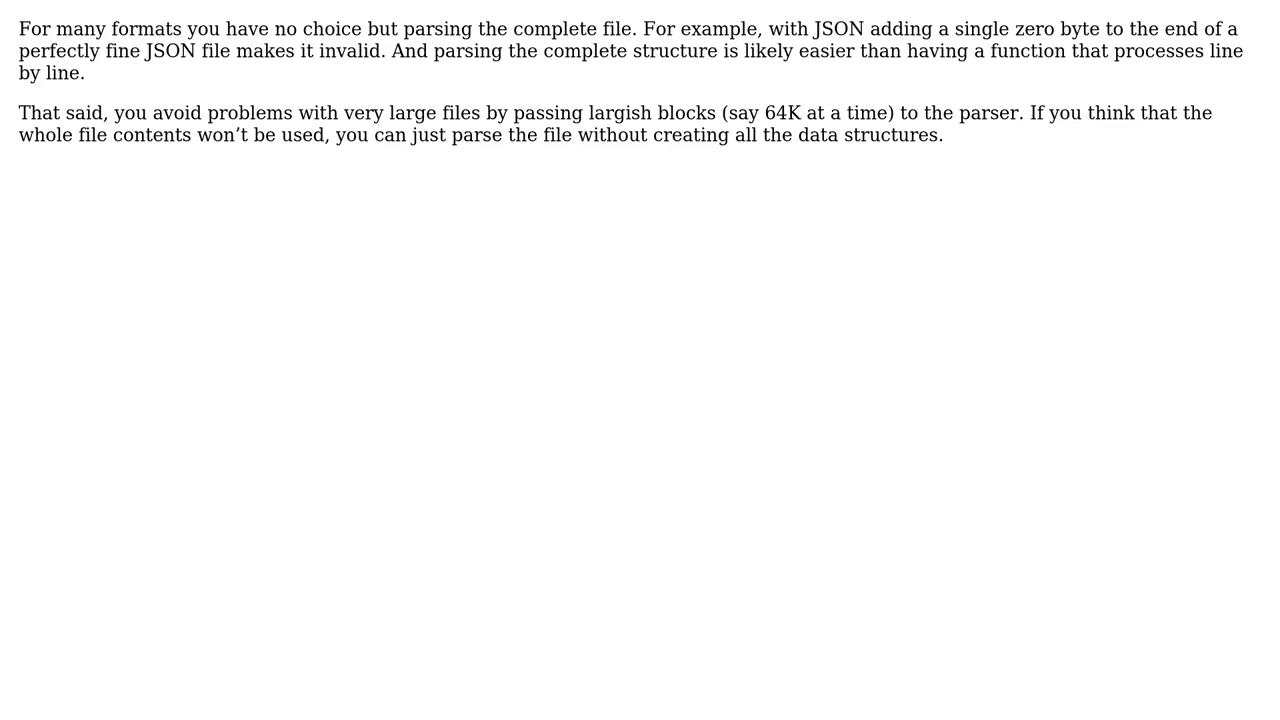 For many formats you have no choice but parsing the complete file. For example, with JSON adding a single zero byte to the end of a
perfectly fine JSON file makes it invalid. And parsing the complete structure is likely easier than having a function that processes line
by line.
That said, you avoid problems with very large files by passing largish blocks (say 64K at a time) to the parser. If you think that the
whole file contents won’t be used, you can just parse the file without creating all the data structures.